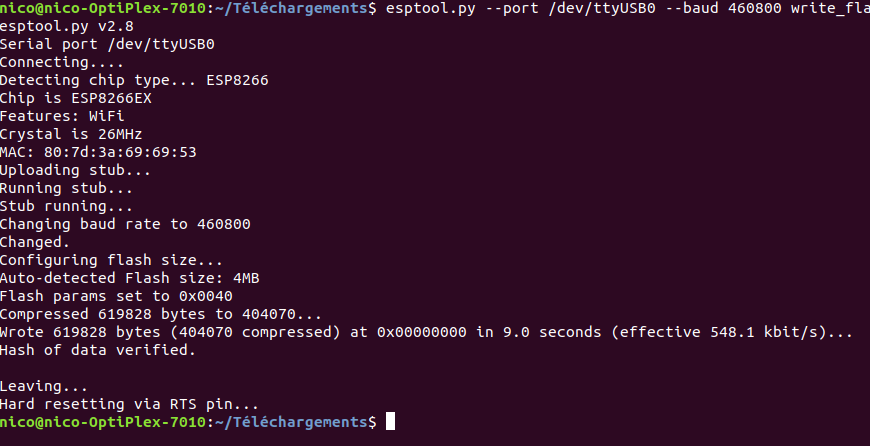 nico@nico-OptiPlex-7010:~/Téléchargements$ esptool.py --port /dev/ttyUSB0 --baud 460800 write_fla
esptool.py v2.8
Serial port /dev/ttyUSB0
Connecting....
Detecting chip type... ESP8266
Chip is ESP8266EX
Features: WiFi
Crystal is 26MHz
MAC: 80:7d:3a:69:69:53
Uploading stub...
Running stub...
Stub running...
Changing baud rate to 460800
Changed.
Configuring flash size...
Auto-detected Flash size: 4MB
Flash params set to 0x0040
Compressed 619828 bytes to 404070...
Wrote 619828 bytes (404070 compressed) at 0x00000000 in 9.0 seconds (effective 548.1 kbit/s)...
Hash of data verified.

Leaving...
Hard resetting via RTS pin...
nico@nico-OptiPlex-7010:~/Téléchargements$